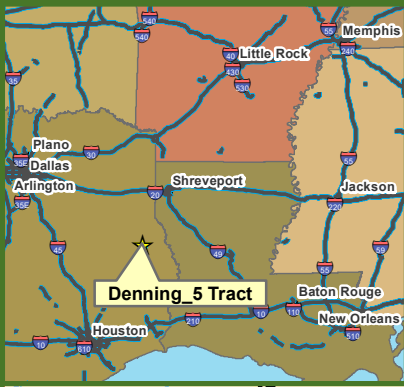 540
55
Memphis
540
40
Little Rock
240
35
430
530
Plano
35E
30
55
Dallas
Arlington
20
Shreveport
Jackson
35E
220
45
49
59
55
Denning_5 Tract
Baton Rouge
Houston
210
10
110
New Orleans
10
610
510